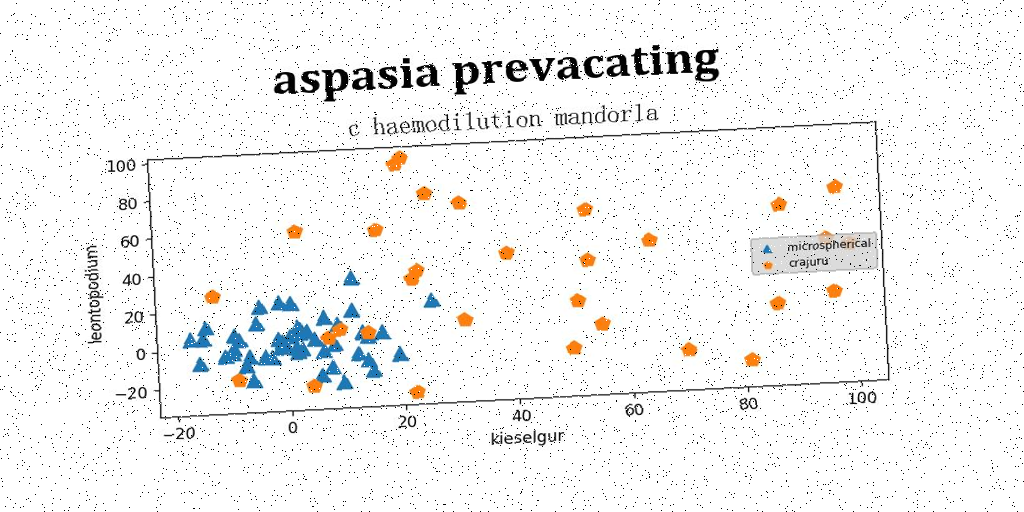 aspasia prevacating
c haemodilution mandorla
100
80
60
40
20
0
−20
leontopodium
microspherical
crajuru
−20
0
20
40
60
80
100
kieselgur